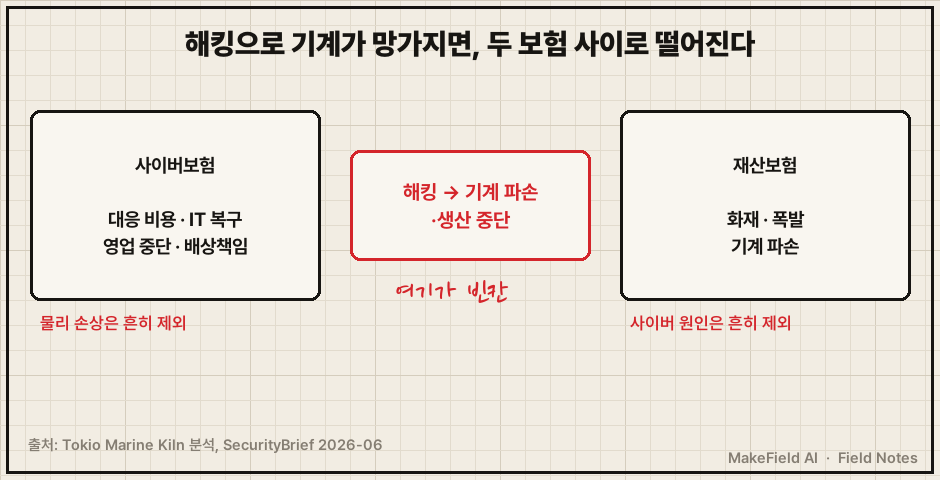 해킹으로 기계가 망가지면, 두 보험 사이로 떨어진다
사이버보험
대응 비용 · IT 복구
영업 중단 · 배상책임
물리 손상은 흔히 제외
해킹 → 기계 파손
·생산 중단
여기가 빈칸
재산보험
화재 · 폭발
기계 파손
사이버 원인은 흔히 제외
출처: Tokio Marine Kiln 분석, SecurityBrief 2026-06
MakeField AI · Field Notes